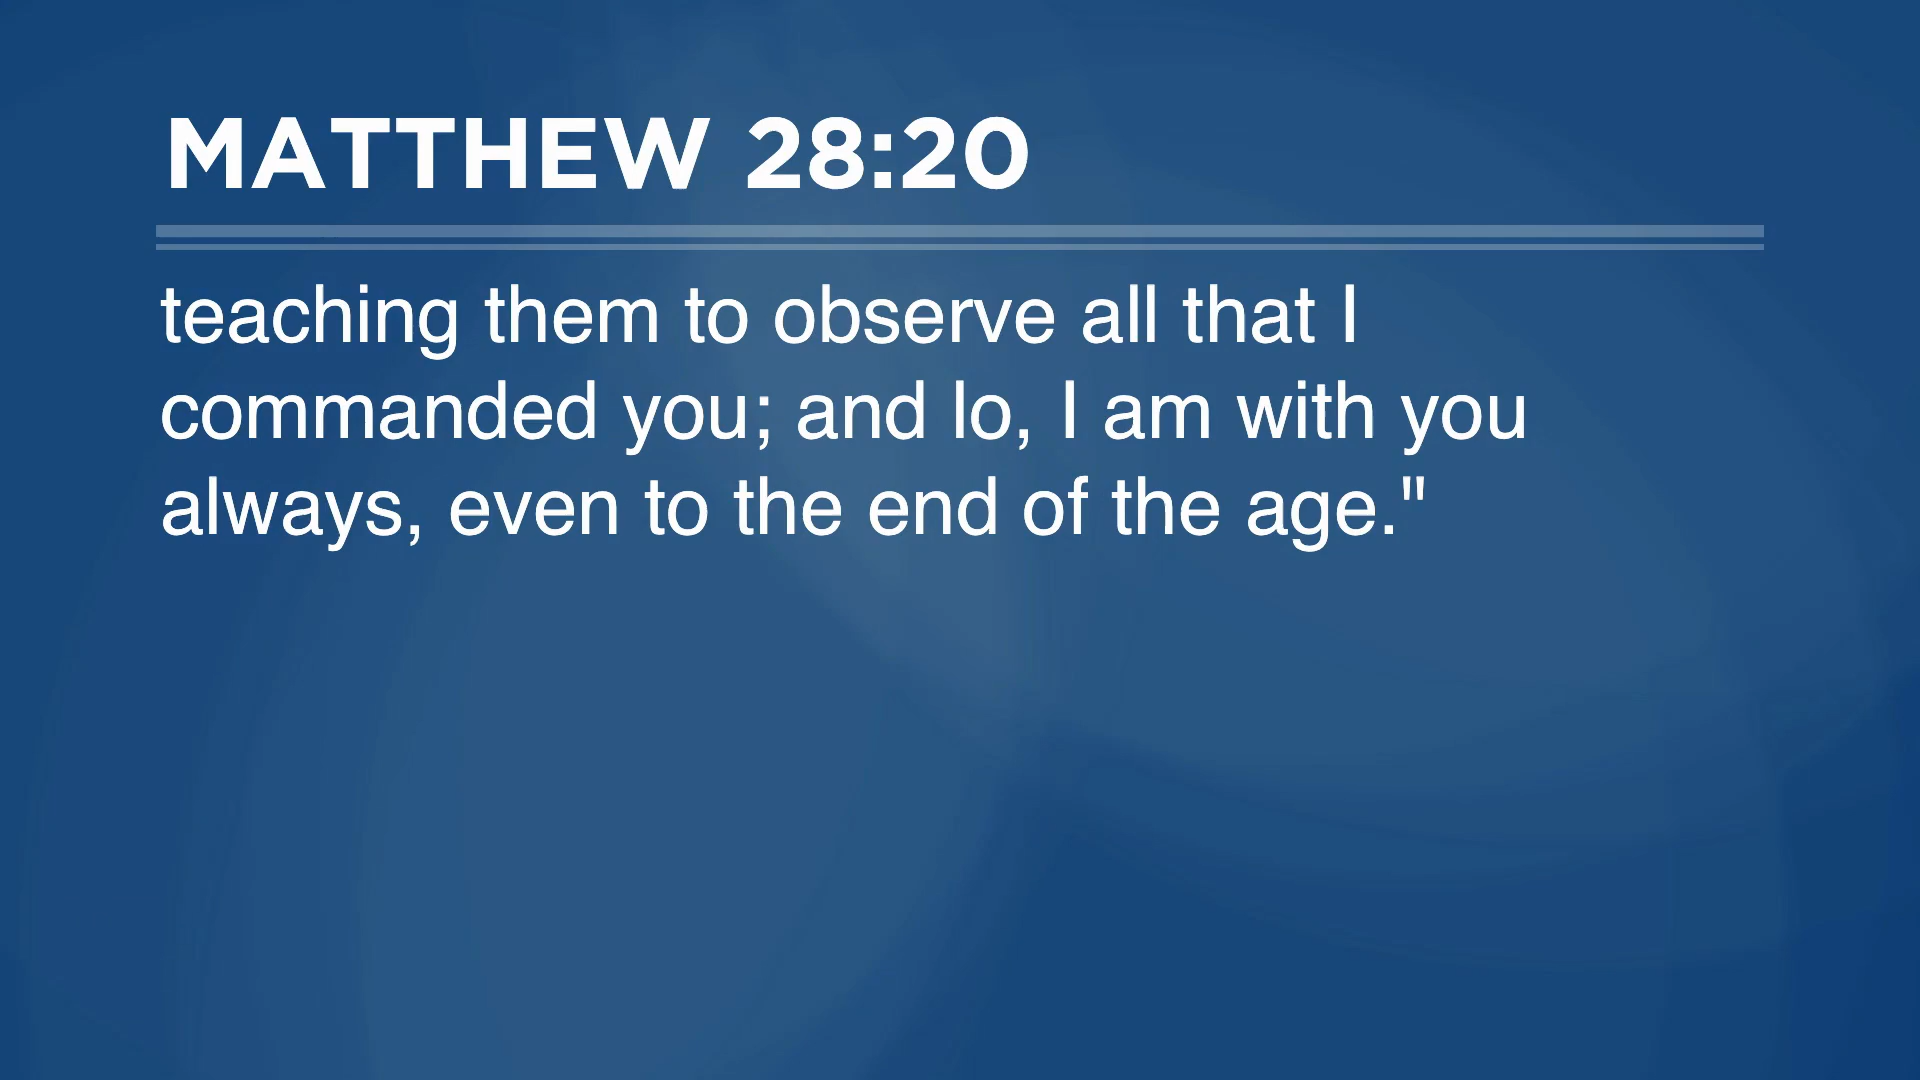 MATTHEW 28:20
teaching them to observe all that I
commanded you; and lo, I am with you
always, even to the end of the age."